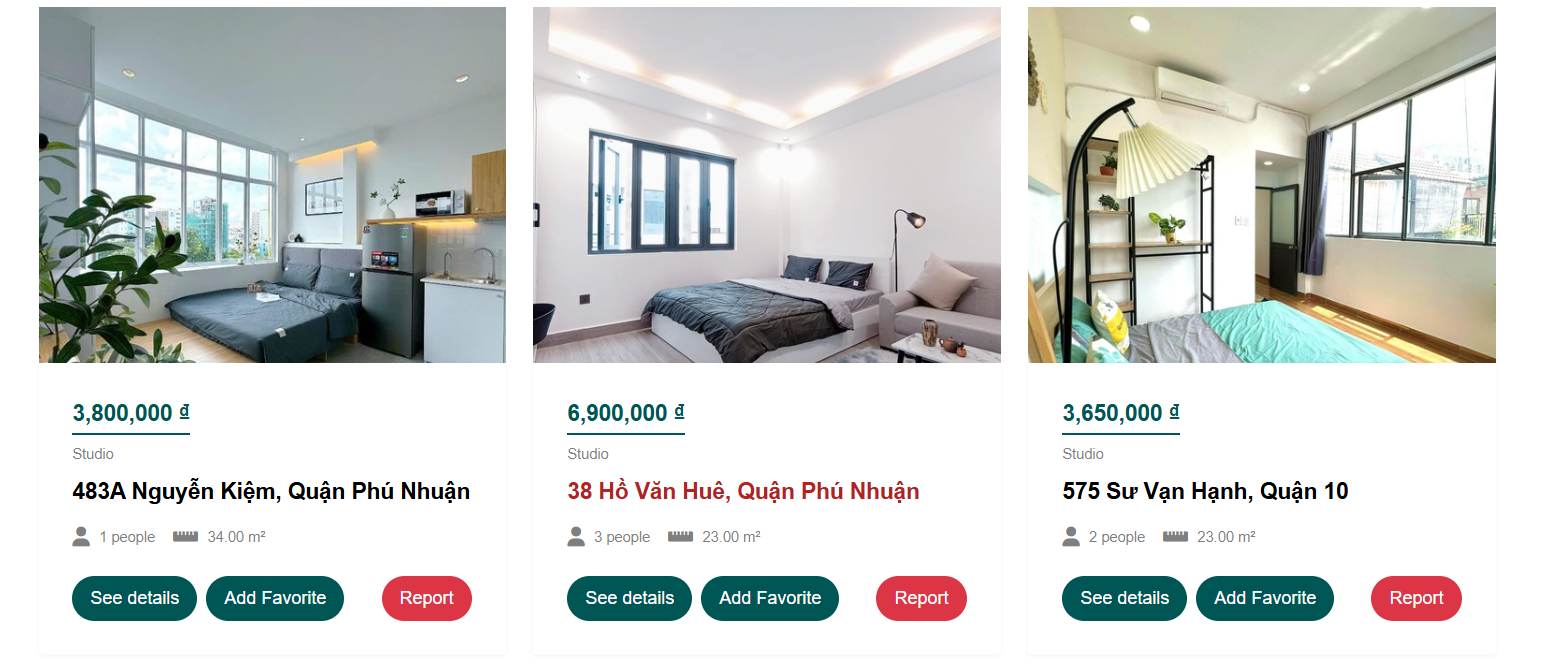 3,800,000 ₫
Studio
483A Nguyễn Kiệm, Quận Phú Nhuận
1 people 34.00 m²
See details Add Favorite Report
6,900,000 ₫
Studio
38 Hồ Văn Huê, Quận Phú Nhuận
3 people 23.00 m²
See details Add Favorite Report
3,650,000 ₫
Studio
575 Sư Vạn Hạnh, Quận 10
2 people 23.00 m²
See details Add Favorite Report